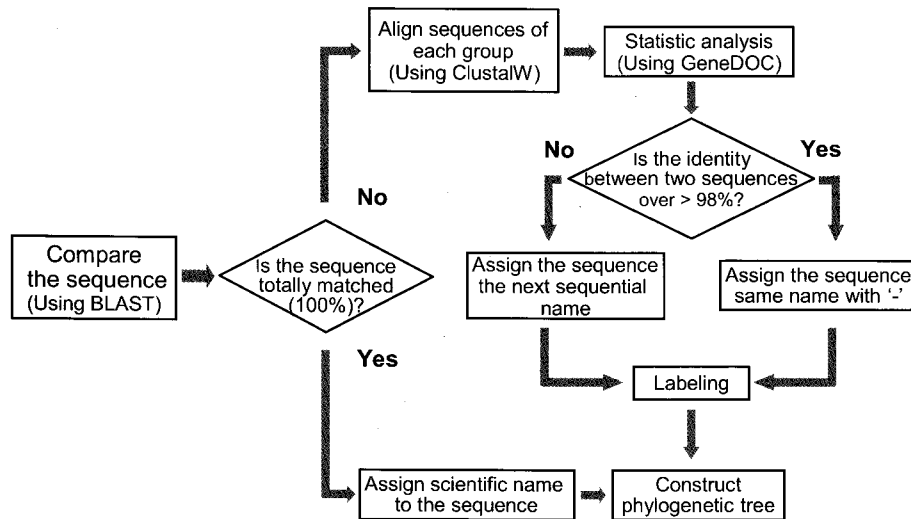 Align sequences of
each group
(Using ClustalW)
Statistic analysis
(Using GeneDOC)
No
Is the identity
between two sequences
over > 98%?
Yes
No
Compare
the sequence
(Using BLAST)
Is the sequence
totally matched
(100%)?
Assign the sequence
the next sequential
name
Assign the sequence
same name with ‘-’
Yes
Labeling
Assign scientific name
to the sequence
Construct
phylogenetic tree